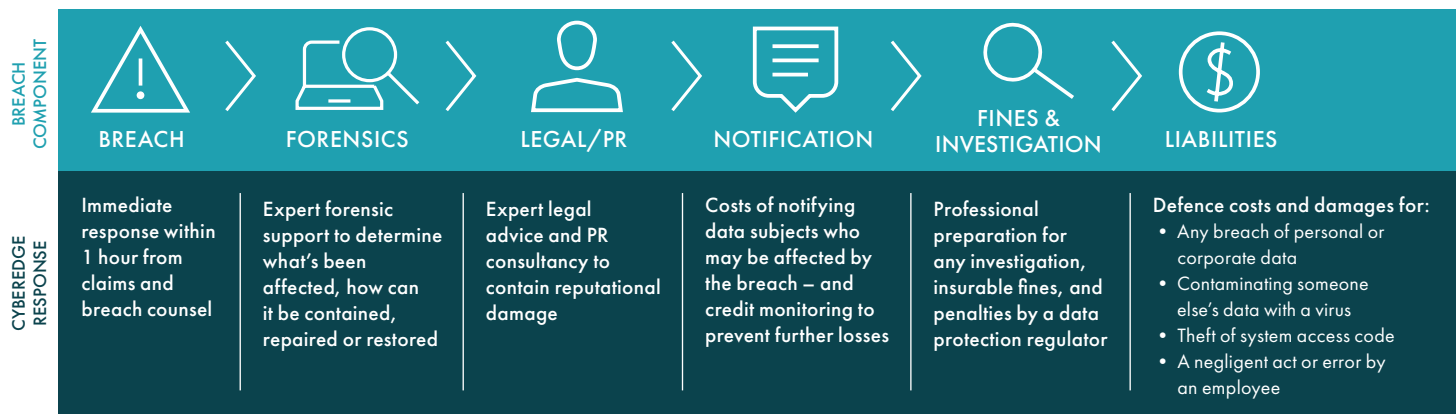 BREACH
COMPONENT
BREACH
FORENSICS
LEGAL/PR
NOTIFICATION
FINES &
INVESTIGATION
LIABILITIES
CYBEREDGE
RESPONSE
Immediate
response within
1 hour from
claims and
breach counsel
Expert forensic
support to determine
what's been
affected, how can
it be contained,
repaired or restored
Expert legal
advice and PR
consultancy to
contain reputational
damage
Costs of notifying
data subjects who
may be affected by
the breach – and
credit monitoring to
prevent further losses
Professional
preparation for
any investigation,
insurable fines, and
penalties by a data
protection regulator
Defence costs and damages for:
• Any breach of personal or
corporate data
• Contaminating someone
else's data with a virus
• Theft of system access code
• A negligent act or error by
an employee